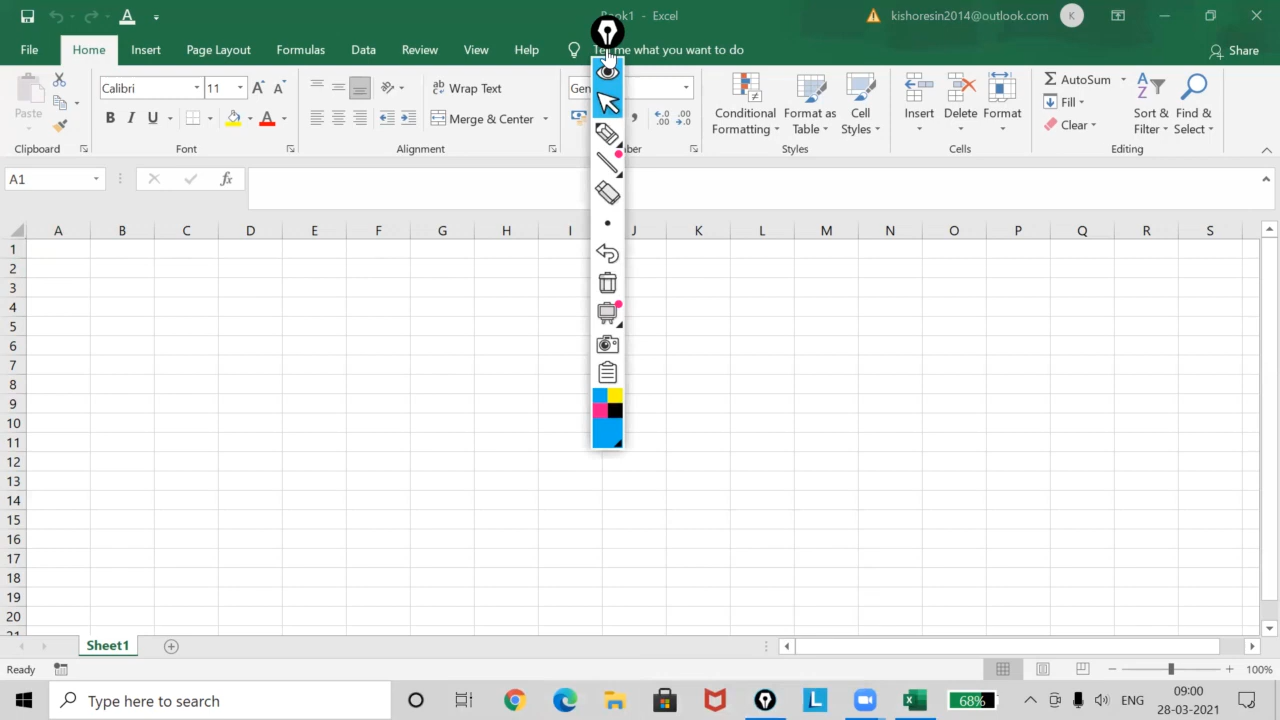 Book1 - Excel
kishoresin2014@outlook.com
K
File
Home
Insert
Page Layout
Formulas
Data
Review
View
Help
Tell me what you want to do
Share
Paste
Clipboard
Calibri
11
A A
B I U
A
Font
Wrap Text
Merge & Center
Alignment
Gen
ber
Conditional
Formatting
Format as
Table
Cell
Styles
Styles
Insert
Delete
Format
Cells
AutoSum
Fill
Clear
Sort &
Filter
Find &
Select
Editing
A1
fx
A B C D E F G H I J K L M N O P Q R S
1
2
3
4
5
6
7
8
9
10
11
12
13
14
15
16
17
18
19
20
21
Sheet1
Ready
100%
Type here to search
68%
ENG
09:00
28-03-2021